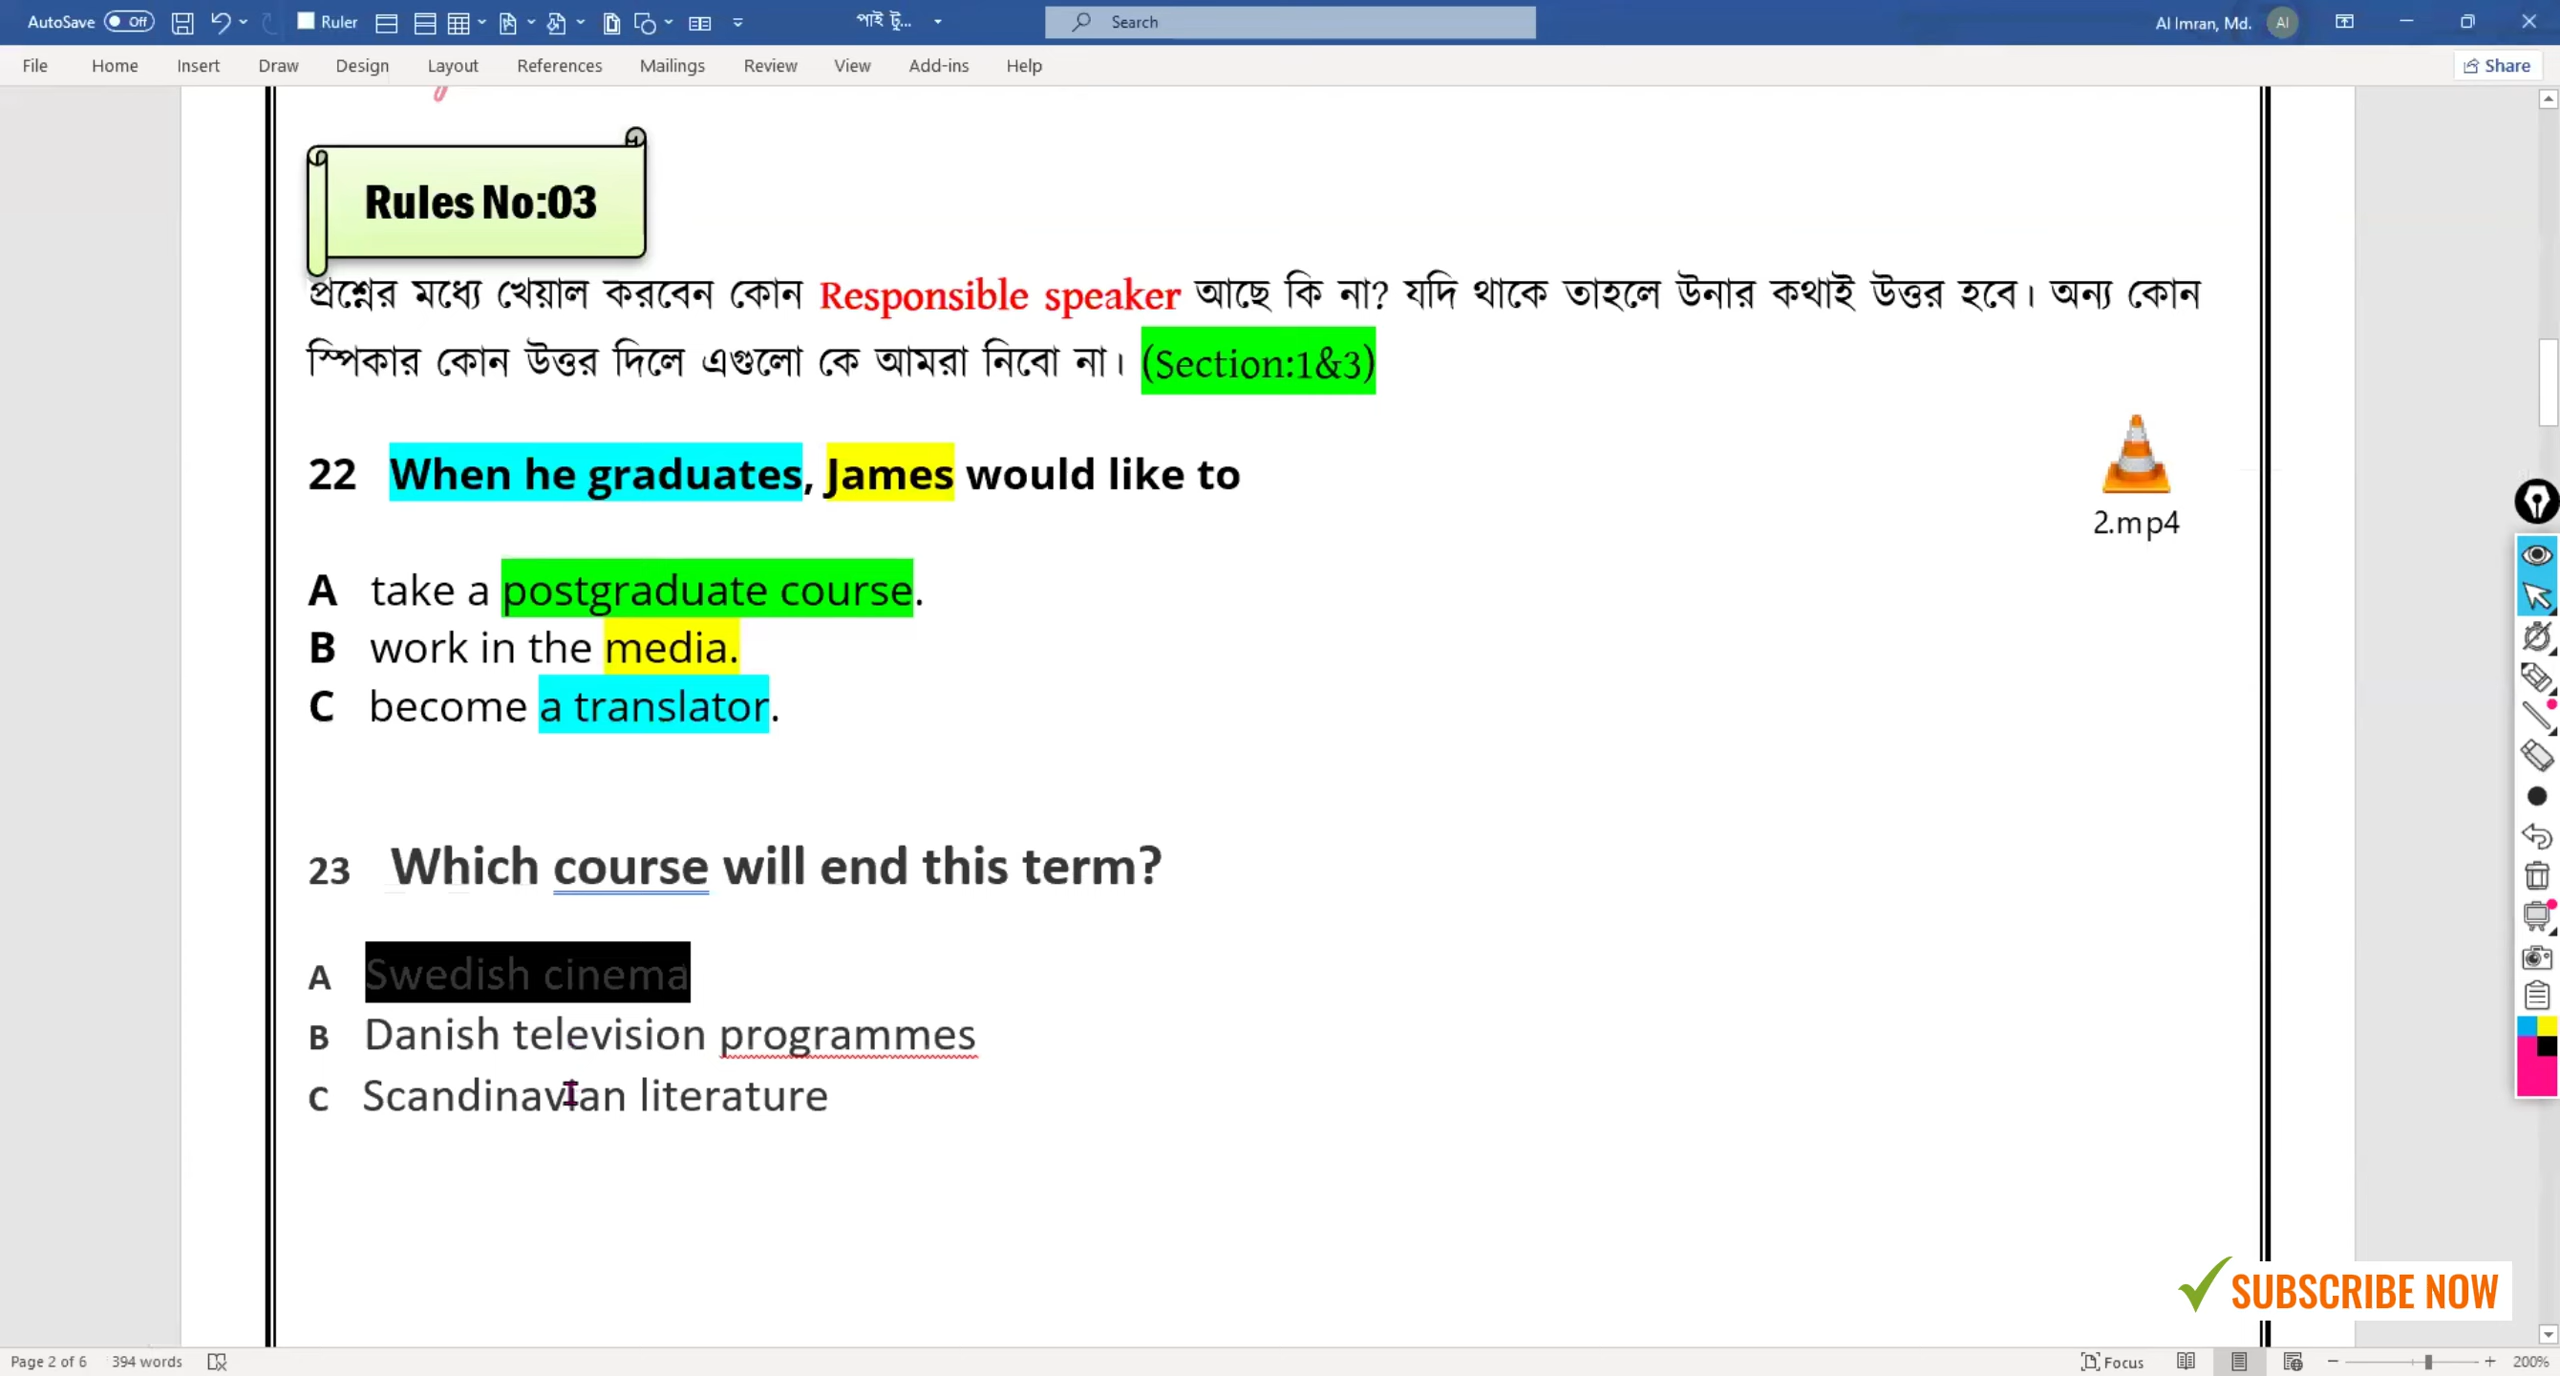 AutoSave Off Ruler পাই টু... Search Al Imran, Md. AI
File Home Insert Draw Design Layout References Mailings Review View Add-ins Help Share
Rules No:03
প্রশ্নের মধ্যে খেয়াল করবেন কোন Responsible speaker আছে কি না? যদি থাকে তাহলে উনার কথাই উত্তর হবে। অন্য কোন
স্পিকার কোন উত্তর দিলে এগুলো কে আমরা নিবো না। (Section:1&3)
22 When he graduates, James would like to
2.mp4
A take a postgraduate course.
B work in the media.
C become a translator.
23 Which course will end this term?
A Swedish cinema
B Danish television programmes
C Scandinavian literature
SUBSCRIBE NOW
Page 2 of 6 394 words Focus 200%